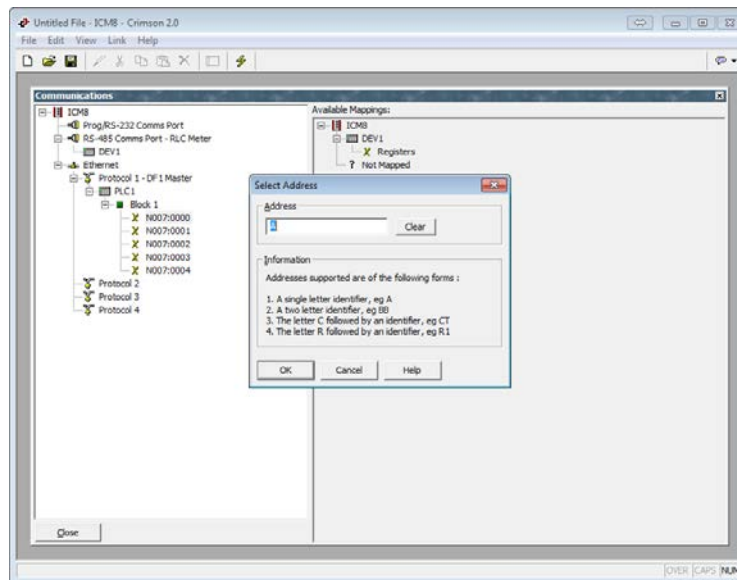 Untitled File - ICM8 - Crimson 2.0
File Edit View Link Help
Communications
ICM8
Prog/RS-232 Comms Port
RS-485 Comms Port - RLC Meter
DEV1
Ethernet
Protocol 1 - DF1 Master
PLC1
Block 1
N007:0000
N007:0001
N007:0002
N007:0003
N007:0004
Protocol 2
Protocol 3
Protocol 4
Close
Available Mappings:
ICM8
DEV1
Registers
Not Mapped
Select Address
Address
A
Clear
Information
Addresses supported are of the following forms :
1. A single letter identifier, eg A
2. A two letter identifier, eg BB
3. The letter C followed by an identifier, eg CT
4. The letter R followed by an identifier, eg R1
OK Cancel Help
OVER CAPS NUM